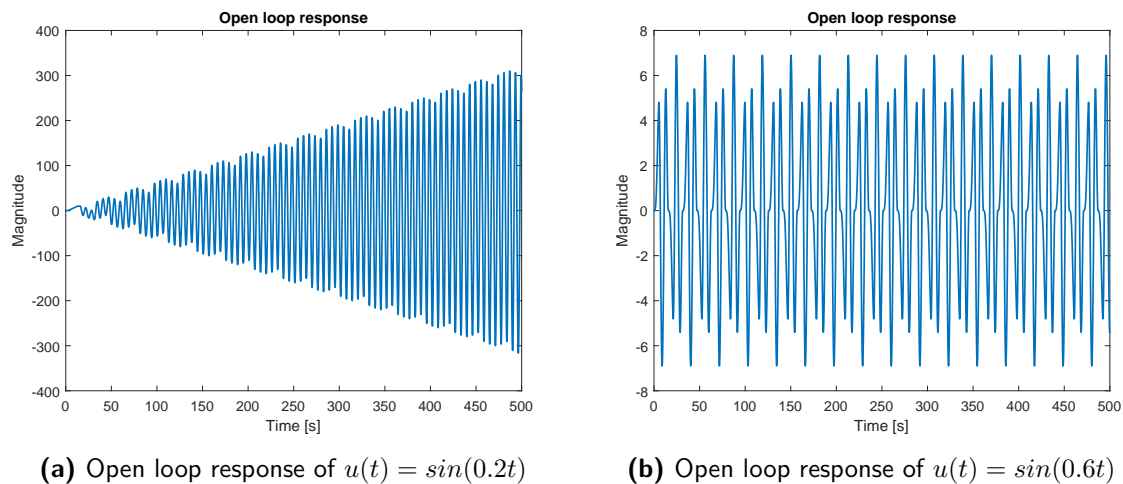 Open loop response
400
300
200
100
0
-100
-200
-300
-400
Magnitude
0 50 100 150 200 250 300 350 400 450 500
Time [s]
(a) Open loop response of u(t) = sin(0.2t)
Open loop response
8
6
4
2
0
-2
-4
-6
-8
Magnitude
0 50 100 150 200 250 300 350 400 450 500
Time [s]
(b) Open loop response of u(t) = sin(0.6t)